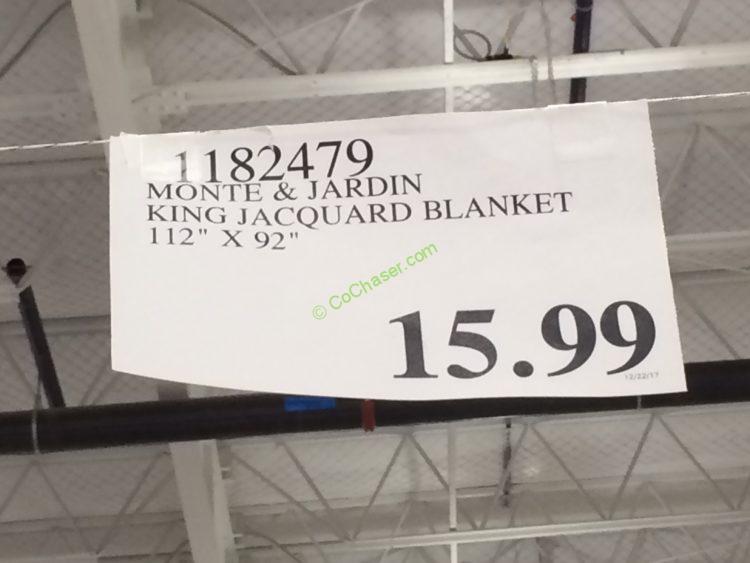 1182479
MONTE & JARDIN
KING JACQUARD BLANKET
112" X 92"
© CoChaser.com
15.99
12/22/17